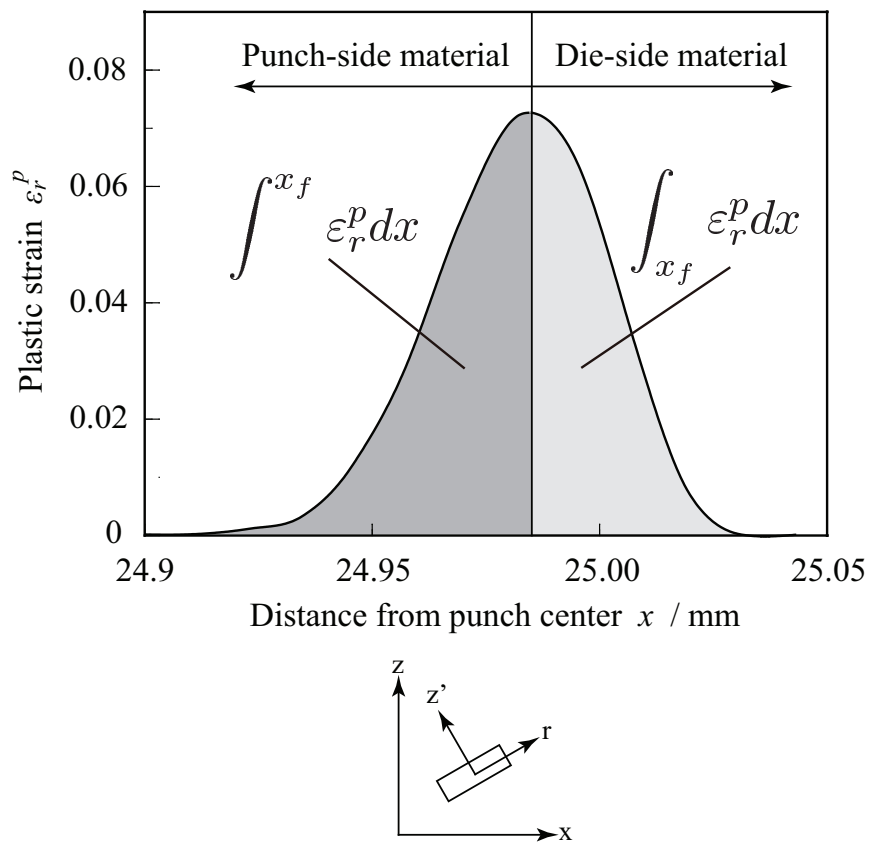 Punch-side material
Die-side material
0.08
0.06
0.04
0.02
0
Plastic strain ε_r^p
∫^{x_f} ε_r^p dx
∫_{x_f} ε_r^p dx
24.9
24.95
25.00
25.05
Distance from punch center x / mm
z
z'
r
x